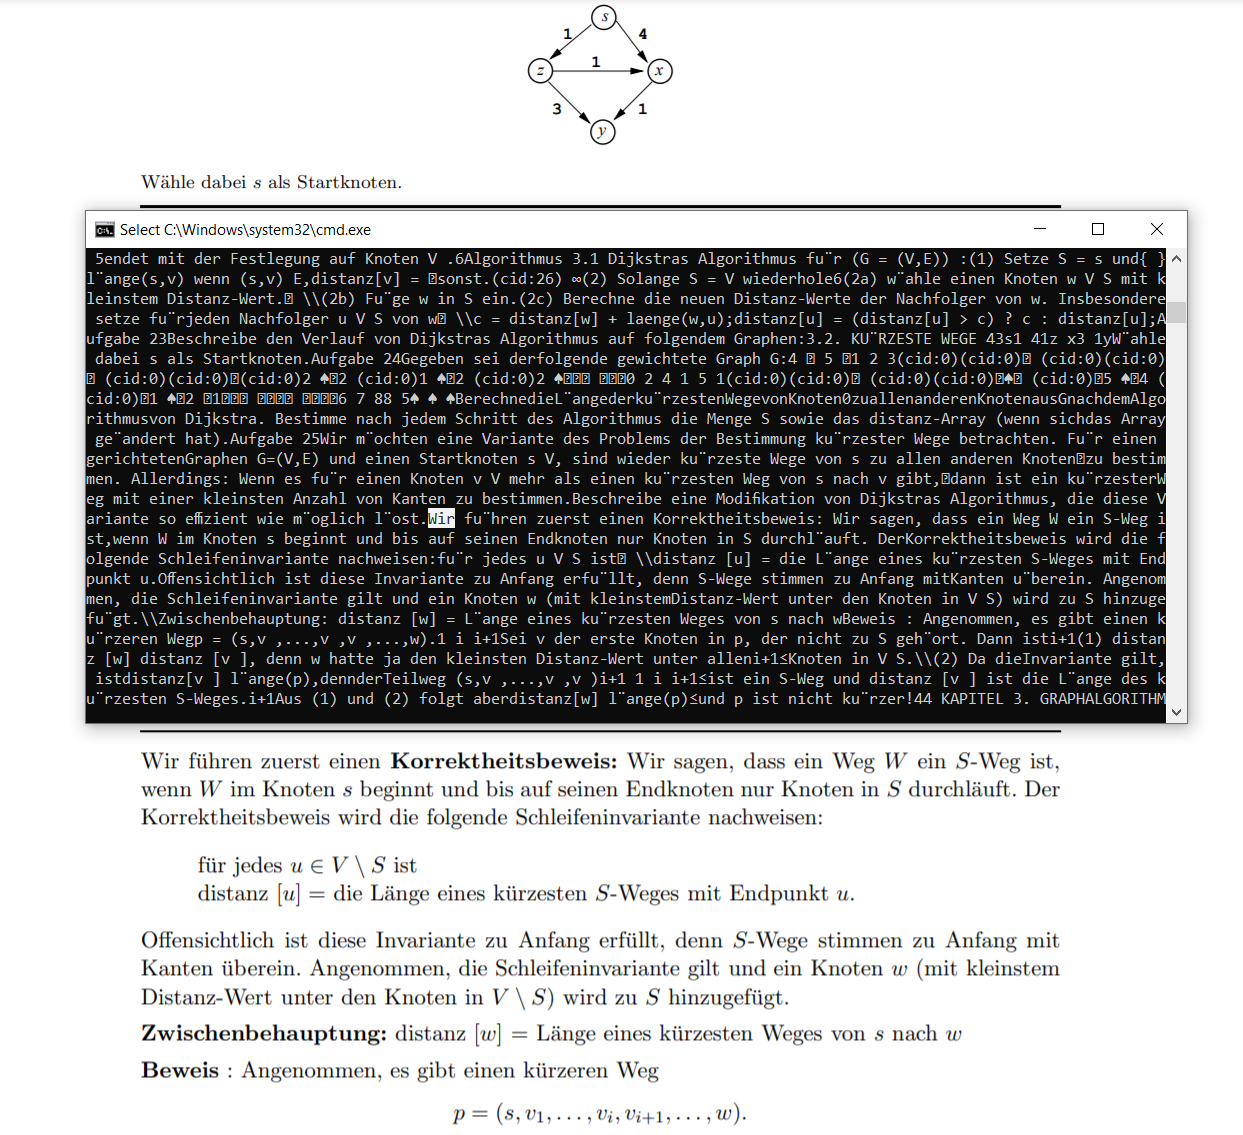 s
1 4
z 1 x
3 1
y
Wähle dabei s als Startknoten.
Select C:\Windows\system32\cmd.exe
5endet mit der Festlegung auf Knoten V .6Algorithmus 3.1 Dijkstras Algorithmus fu¨r (G = (V,E)) :(1) Setze S = s und{ }
l¨ange(s,v) wenn (s,v) E,distanz[v] = ⍰sonst.(cid:26) ∞(2) Solange S = V wiederhole6(2a) w¨ahle einen Knoten w V S mit k
leinstem Distanz-Wert.⍰ \\(2b) Fu¨ge w in S ein.(2c) Berechne die neuen Distanz-Werte der Nachfolger von w. Insbesondere
setze fu¨rjeden Nachfolger u V S von w⍰ \\c = distanz[w] + laenge(w,u);distanz[u] = (distanz[u] > c) ? c : distanz[u];A
ufgabe 23Beschreibe den Verlauf von Dijkstras Algorithmus auf folgendem Graphen:3.2. KU¨RZESTE WEGE 43s1 41z x3 1yW¨ahle
dabei s als Startknoten.Aufgabe 24Gegeben sei derfolgende gewichtete Graph G:4 ⍰ 5 ⍰1 2 3(cid:0)(cid:0)⍰ (cid:0)(cid:0)
⍰ (cid:0)(cid:0)⍰(cid:0)2 ♠⍰2 (cid:0)1 ♠⍰2 (cid:0)2 ♠⍰⍰⍰ ⍰⍰⍰0 2 4 1 5 1(cid:0)(cid:0)⍰ (cid:0)(cid:0)⍰♠⍰ (cid:0)⍰5 ♠⍰4 (
cid:0)⍰1 ♠⍰2 ⍰1⍰⍰⍰ ⍰⍰⍰⍰ ⍰⍰⍰⍰6 7 88 5♠ ♠ ♠BerechnedieL¨angederku¨rzestenWegevonKnoten0zuallenanderenKnotenausGnachdemAlgo
rithmusvon Dijkstra. Bestimme nach jedem Schritt des Algorithmus die Menge S sowie das distanz-Array (wenn sichdas Array
ge¨andert hat).Aufgabe 25Wir m¨ochten eine Variante des Problems der Bestimmung ku¨rzester Wege betrachten. Fu¨r einen
gerichtetenGraphen G=(V,E) und einen Startknoten s V, sind wieder ku¨rzeste Wege von s zu allen anderen Knoten⍰zu bestim
men. Allerdings: Wenn es fu¨r einen Knoten v V mehr als einen ku¨rzesten Weg von s nach v gibt,⍰dann ist ein ku¨rzesterW
eg mit einer kleinsten Anzahl von Kanten zu bestimmen.Beschreibe eine Modifikation von Dijkstras Algorithmus, die diese V
ariante so effizient wie m¨oglich l¨ost.Wir fu¨hren zuerst einen Korrektheitsbeweis: Wir sagen, dass ein Weg W ein S-Weg i
st,wenn W im Knoten s beginnt und bis auf seinen Endknoten nur Knoten in S durchl¨auft. DerKorrektheitsbeweis wird die f
olgende Schleifeninvariante nachweisen:fu¨r jedes u V S ist⍰ \\distanz [u] = die L¨ange eines ku¨rzesten S-Weges mit End
punkt u.Offensichtlich ist diese Invariante zu Anfang erfu¨llt, denn S-Wege stimmen zu Anfang mitKanten u¨berein. Angenom
men, die Schleifeninvariante gilt und ein Knoten w (mit kleinstemDistanz-Wert unter den Knoten in V S) wird zu S hinzuge
fu¨gt.\\Zwischenbehauptung: distanz [w] = L¨ange eines ku¨rzesten Weges von s nach wBeweis : Angenommen, es gibt einen k
u¨rzeren Wegp = (s,v ,...,v ,v ,...,w).1 i i+1Sei v der erste Knoten in p, der nicht zu S geh¨ort. Dann isti+1(1) distan
z [w] distanz [v ], denn w hatte ja den kleinsten Distanz-Wert unter alleni+1≤Knoten in V S.\\(2) Da dieInvariante gilt,
istdistanz[v ] l¨ange(p),dennderTeilweg (s,v ,...,v ,v )i+1 1 i i+1≤ist ein S-Weg und distanz [v ] ist die L¨ange des k
u¨rzesten S-Weges.i+1Aus (1) und (2) folgt aberdistanz[w] l¨ange(p)≤und p ist nicht ku¨rzer!44 KAPITEL 3. GRAPHALGORITHM
Wir führen zuerst einen Korrektheitsbeweis: Wir sagen, dass ein Weg W ein S-Weg ist,
wenn W im Knoten s beginnt und bis auf seinen Endknoten nur Knoten in S durchläuft. Der
Korrektheitsbeweis wird die folgende Schleifeninvariante nachweisen:
für jedes u ∈ V \ S ist
distanz [u] = die Länge eines kürzesten S-Weges mit Endpunkt u.
Offensichtlich ist diese Invariante zu Anfang erfüllt, denn S-Wege stimmen zu Anfang mit
Kanten überein. Angenommen, die Schleifeninvariante gilt und ein Knoten w (mit kleinstem
Distanz-Wert unter den Knoten in V \ S) wird zu S hinzugefügt.
Zwischenbehauptung: distanz [w] = Länge eines kürzesten Weges von s nach w
Beweis : Angenommen, es gibt einen kürzeren Weg
p = (s, v₁, . . . , vᵢ, vᵢ₊₁, . . . , w).